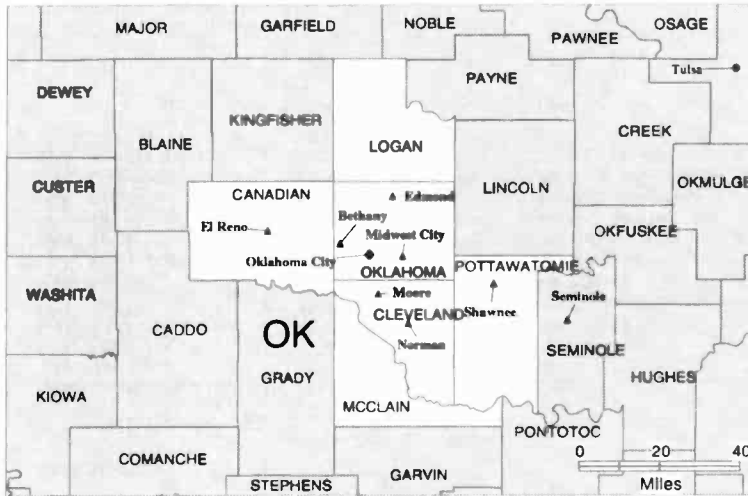 NOBLE
OSAGE
MAJOR
GARFIELD
PAWNEE
Tulsa
PAYNE
DEWEY
KINGFISHER
CREEK
BLAINE
LOGAN
OKMULGE
CUSTER
LINCOLN
CANADIAN
Edmond
Bethany
El Reno
Midwest City
OKFUSKEE
Oklahoma City
OKLAHOMA
POTTAWATOMIE
WASHITA
Moere
Seminole
CADDO
CLEVELAND
Shawnee
OK
Norman
SEMINOLE
GRADY
HUGHES
KIOWA
MCCLAIN
PONTOTOC
COMANCHE
0 20 40
GARVIN
Miles
STEPHENS